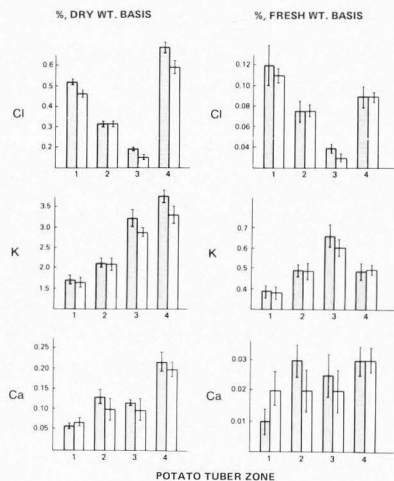 %, DRY WT. BASIS
%, FRESH WT. BASIS
Cl
0.6
0.5
0.4
0.3
0.2
1 2 3 4
Cl
0.12
0.10
0.08
0.06
0.04
1 2 3 4
K
3.5
3.0
2.5
2.0
1.5
1 2 3 4
K
0.7
0.6
0.5
0.4
1 2 3 4
Ca
0.25
0.20
0.15
0.10
0.05
1 2 3 4
Ca
0.03
0.02
0.01
1 2 3 4
POTATO TUBER ZONE